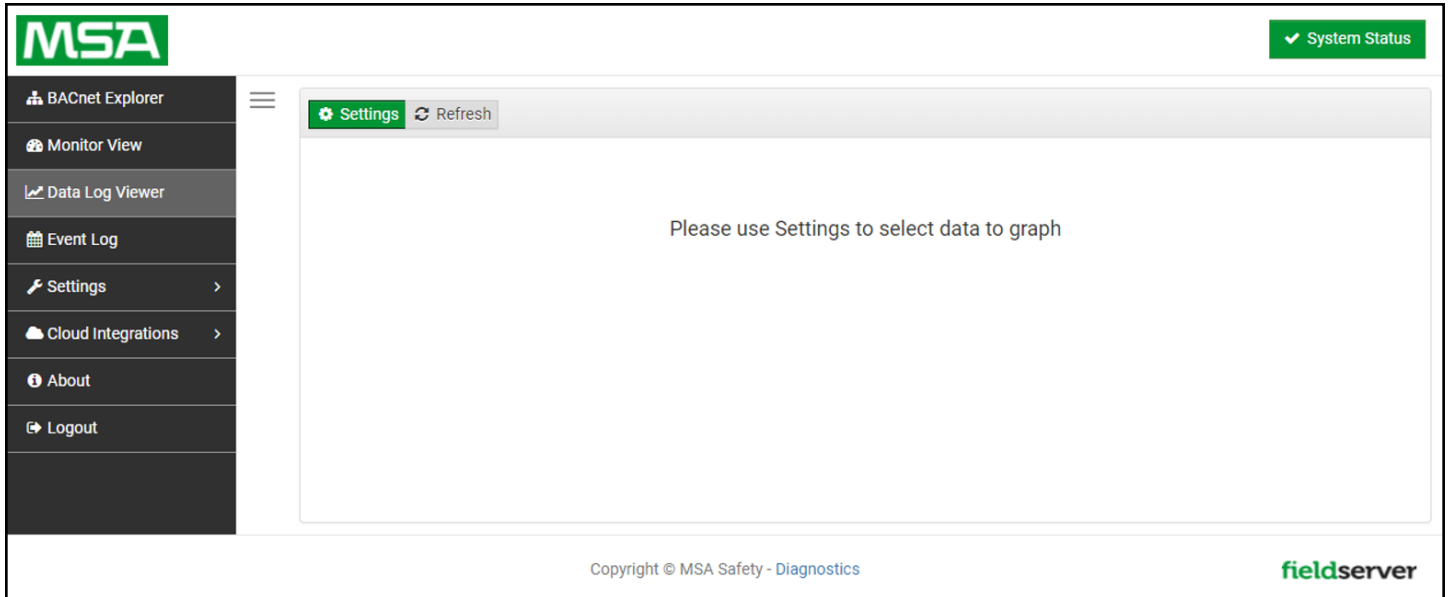 MSA
System Status
BACnet Explorer
Monitor View
Data Log Viewer
Event Log
Settings
Cloud Integrations
About
Logout
Settings Refresh
Please use Settings to select data to graph
Copyright © MSA Safety - Diagnostics
fieldserver